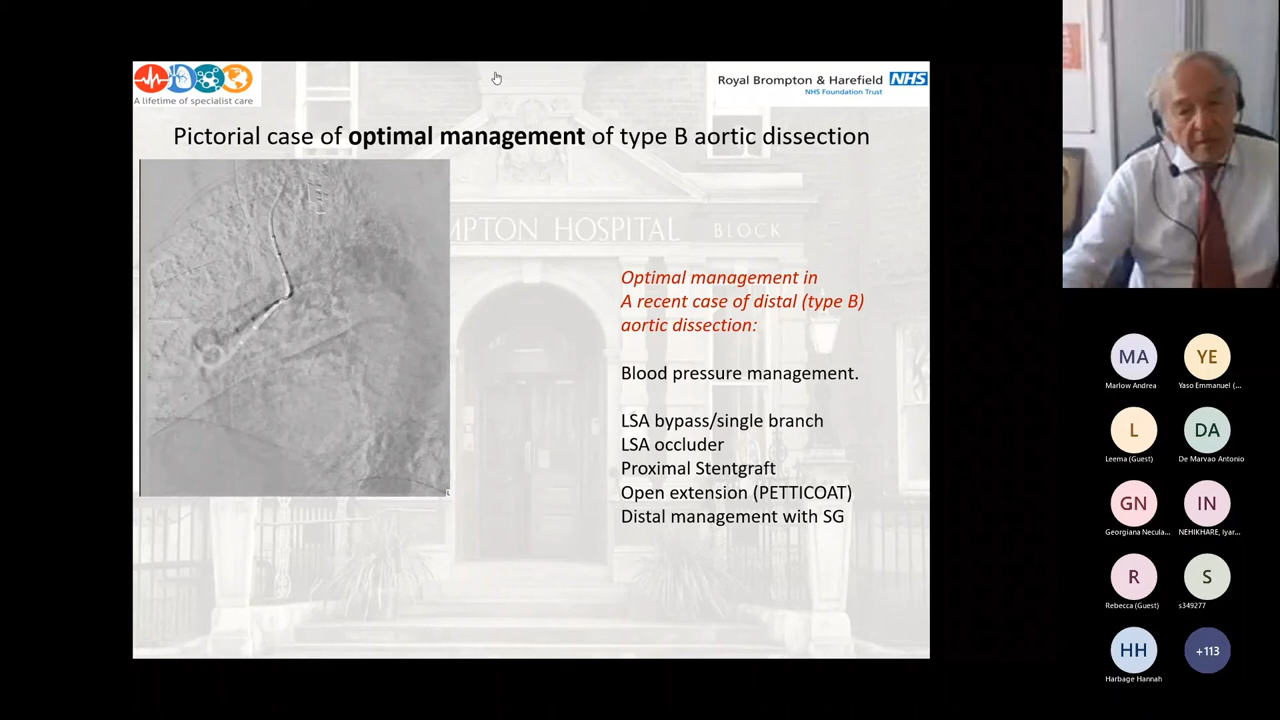 A lifetime of specialist care
Royal Brompton & Harefield NHS
NHS Foundation Trust
Pictorial case of optimal management of type B aortic dissection
MPTON HOSPITAL BLOCK
Optimal management in
A recent case of distal (type B)
aortic dissection:
Blood pressure management.
LSA bypass/single branch
LSA occluder
Proximal Stentgraft
Open extension (PETTICOAT)
Distal management with SG
L
MA
Marlow Andrea
YE
Yaso Emmanuel (...
L
Leema (Guest)
DA
De Marvao Antonio
GN
Georgiana Necula...
IN
NEHIKHARE, Iyar...
R
Rebecca (Guest)
S
s349277
HH
Harbage Hannah
+113